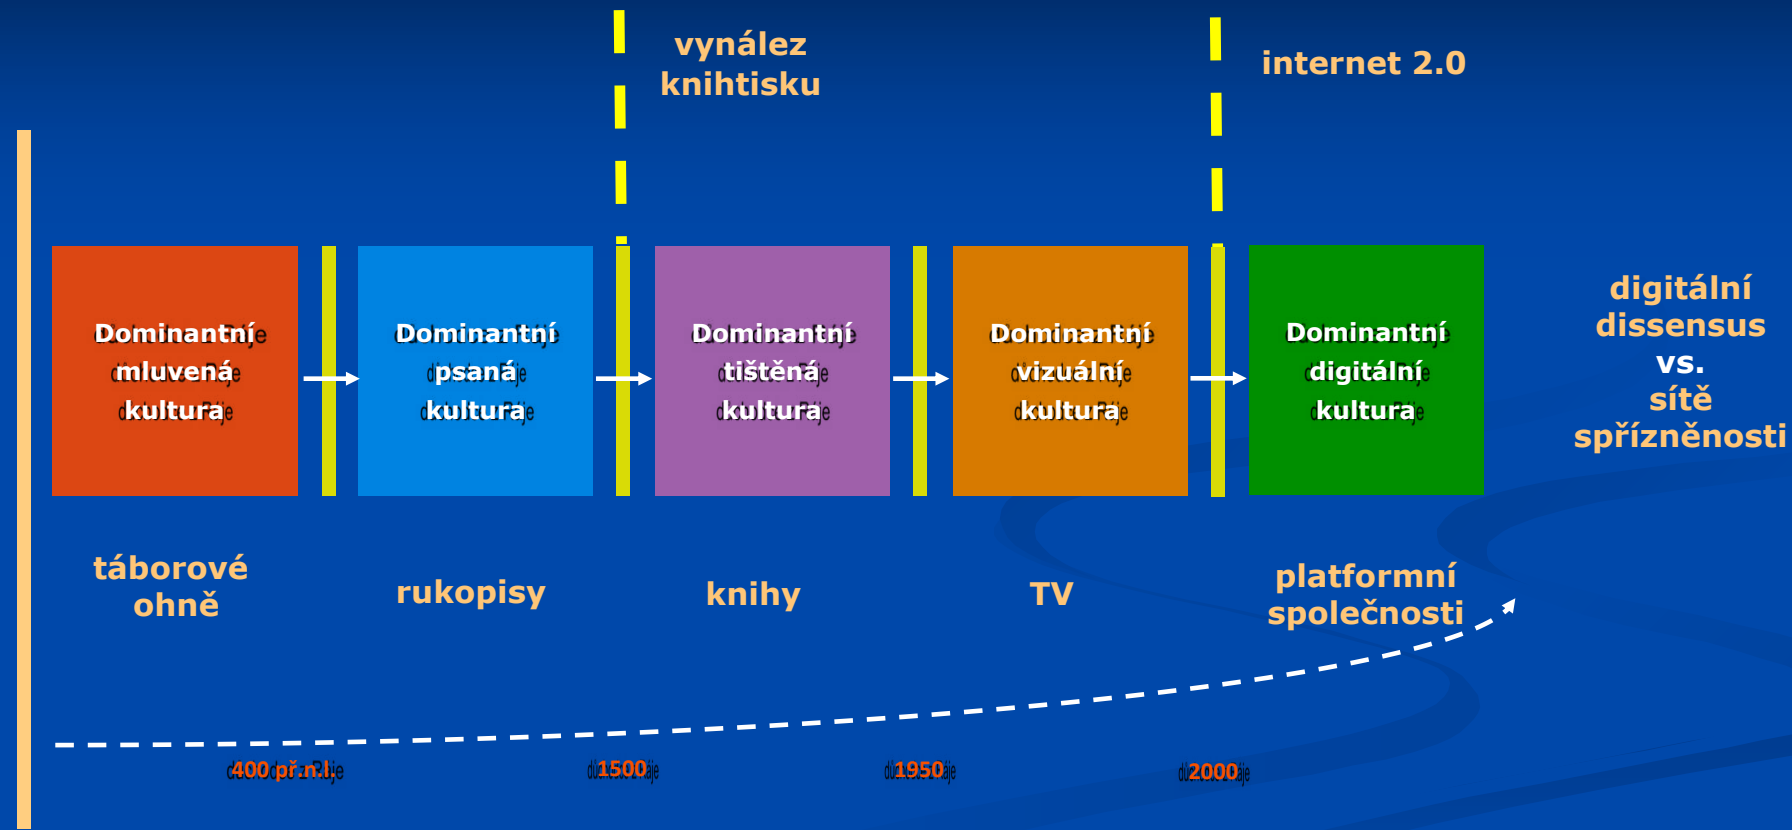 vynález
knihtisku
internet 2.0
Dominantní
mluvená
kultura
Dominantní
psaná
kultura
Dominantní
tištěná
kultura
Dominantní
vizuální
kultura
Dominantní
digitální
kultura
digitální
dissensus
vs.
sítě
spřízněnosti
táborové
ohně
rukopisy
knihy
TV
platformní
společnosti
400 př.n.l.
1500
1950
2000